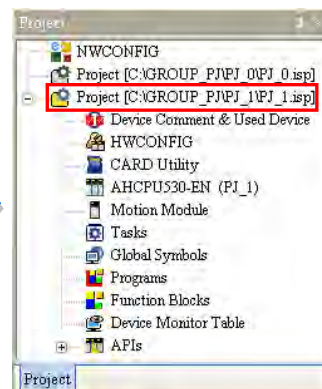 Project
NWCONFIG
Project [C:\GROUP_PJ\PJ_0\PJ_0.isp]
Project [C:\GROUP_PJ\PJ_1\PJ_1.isp]
Device Comment & Used Device
HWCONFIG
CARD Utility
AHCPU530-EN (PJ_1)
Motion Module
Tasks
Global Symbols
Programs
Function Blocks
Device Monitor Table
APIs
Project